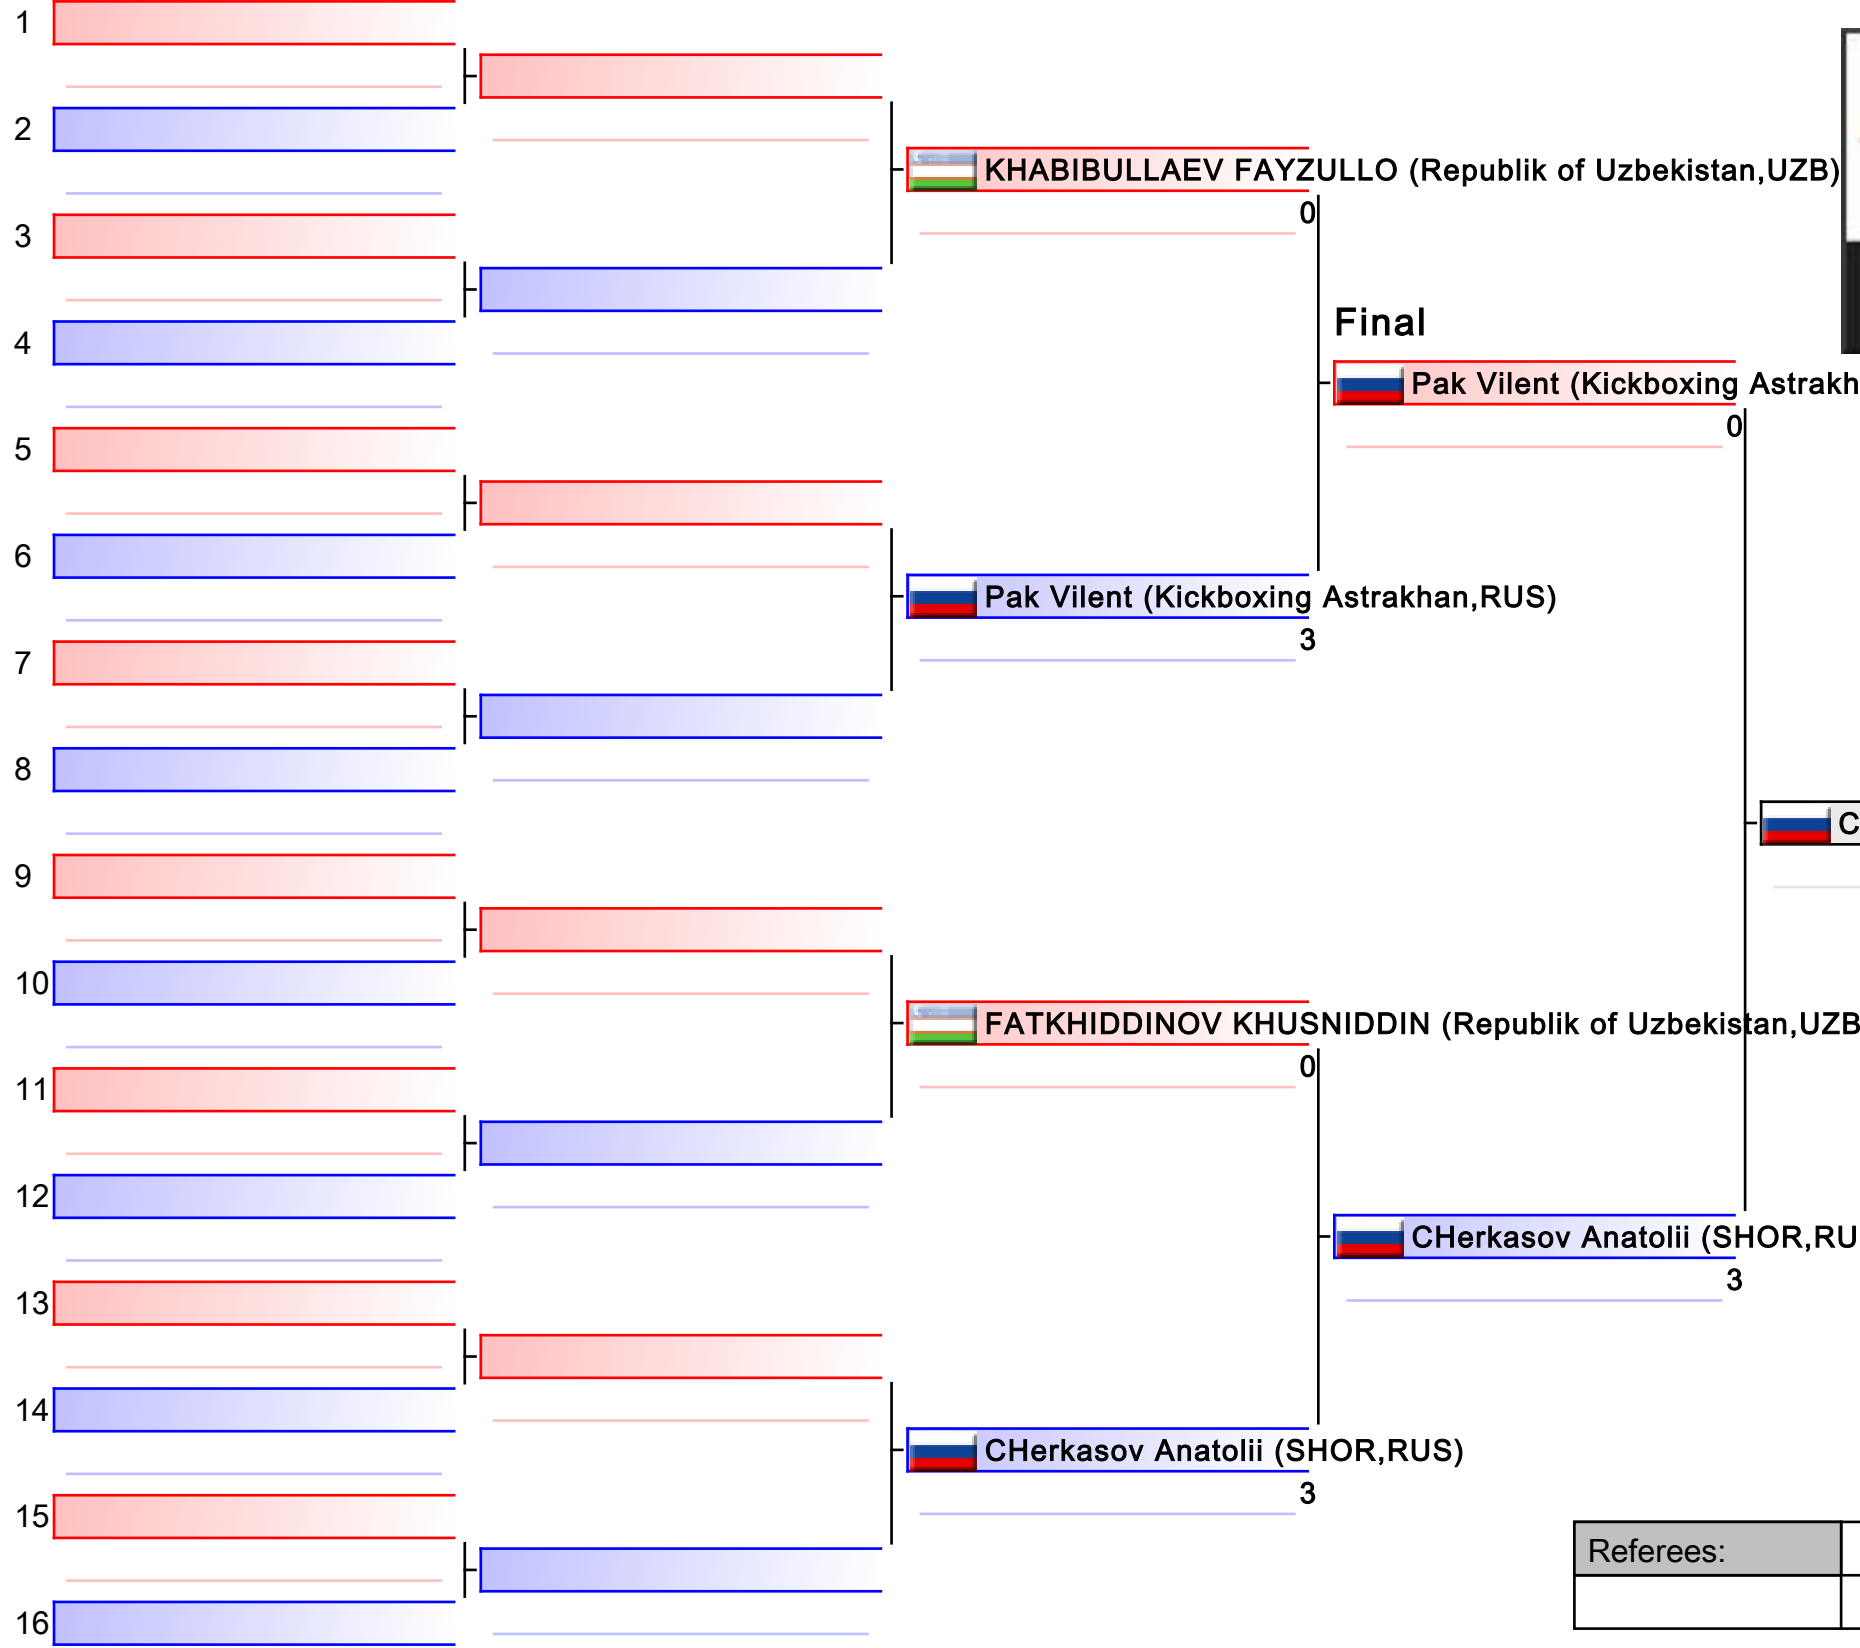 1
2
KHABIBULLAEV FAYZULLO (Republik of Uzbekistan,UZB)
0
3
Final
4
Pak Vilent (Kickboxing Astrakh
0
5
6
Pak Vilent (Kickboxing Astrakhan,RUS)
3
7
8
C
9
10
FATKHIDDINOV KHUSNIDDIN (Republik of Uzbekistan,UZB
0
11
12
CHerkasov Anatolii (SHOR,RU
3
13
14
CHerkasov Anatolii (SHOR,RUS)
3
15
Referees:
16